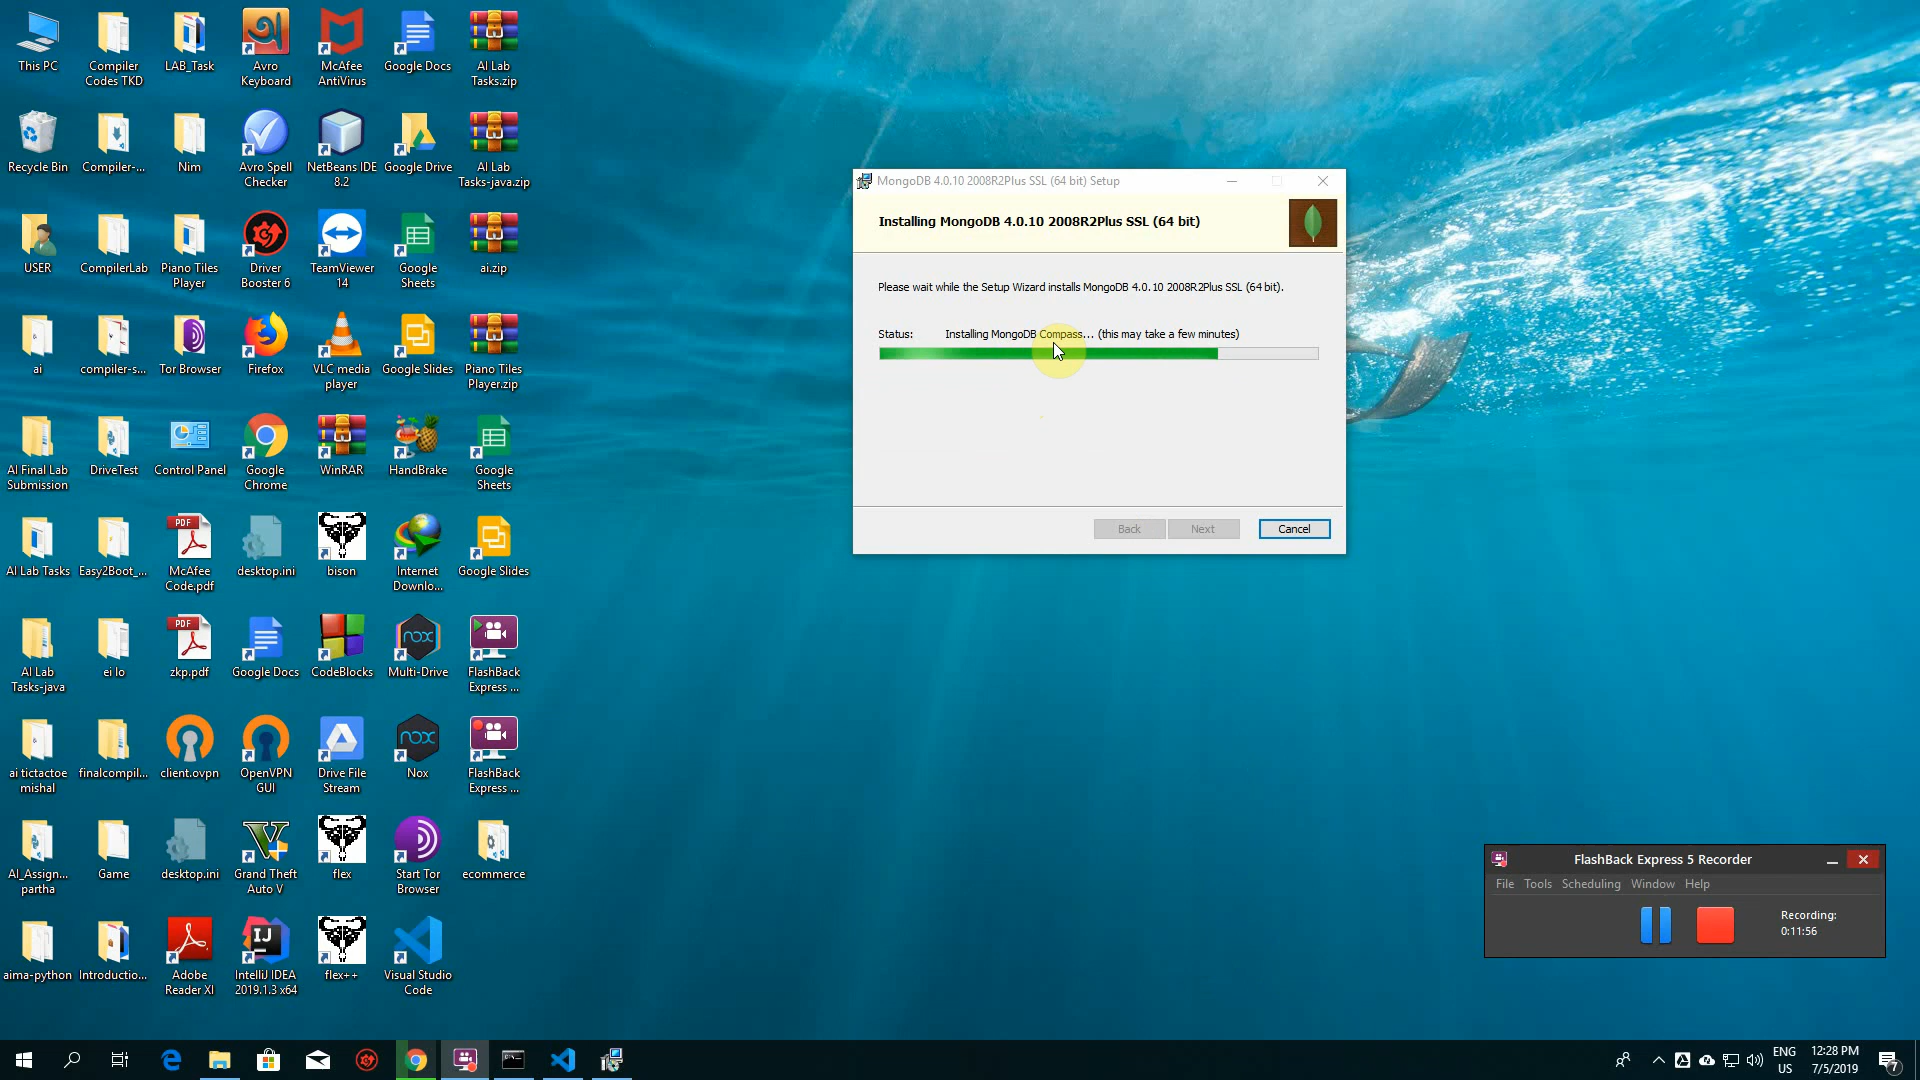 This PC
Compiler
Codes TKD
LAB_Task
Avro
Keyboard
McAfee
AntiVirus
Google Docs
AI Lab
Tasks.zip
Recycle Bin
Compiler-...
Nim
Avro Spell
Checker
NetBeans IDE
8.2
Google Drive
AI Lab
Tasks-java.zip
USER
CompilerLab
Piano Tiles
Player
Driver
Booster 6
TeamViewer
14
Google
Sheets
ai.zip
ai
compiler-s...
Tor Browser
Firefox
VLC media
player
Google Slides
Piano Tiles
Player.zip
AI Final Lab
Submission
DriveTest
Control Panel
Google
Chrome
WinRAR
HandBrake
Google
Sheets
AI Lab Tasks
Easy2Boot_...
PDF
McAfee
Code.pdf
desktop.ini
bison
Internet
Downlo...
Google Slides
AI Lab
Tasks-java
ei lo
PDF
zkp.pdf
Google Docs
CodeBlocks
nox
Multi-Drive
FlashBack
Express ...
ai tictactoe
mishal
finalcompil...
client.ovpn
OpenVPN
GUI
Drive File
Stream
nox
Nox
FlashBack
Express ...
AI_Assign...
partha
Game
desktop.ini
Grand Theft
Auto V
flex
Start Tor
Browser
ecommerce
aima-python
Introductio...
Adobe
Reader XI
IJ
IntelliJ IDEA
2019.1.3 x64
flex++
Visual Studio
Code
MongoDB 4.0.10 2008R2Plus SSL (64 bit) Setup
Installing MongoDB 4.0.10 2008R2Plus SSL (64 bit)
Please wait while the Setup Wizard installs MongoDB 4.0.10 2008R2Plus SSL (64 bit).
Status: Installing MongoDB Compass... (this may take a few minutes)
Back Next Cancel
FlashBack Express 5 Recorder
File Tools Scheduling Window Help
Recording:
0:11:56
ENG
US
12:28 PM
7/5/2019
7